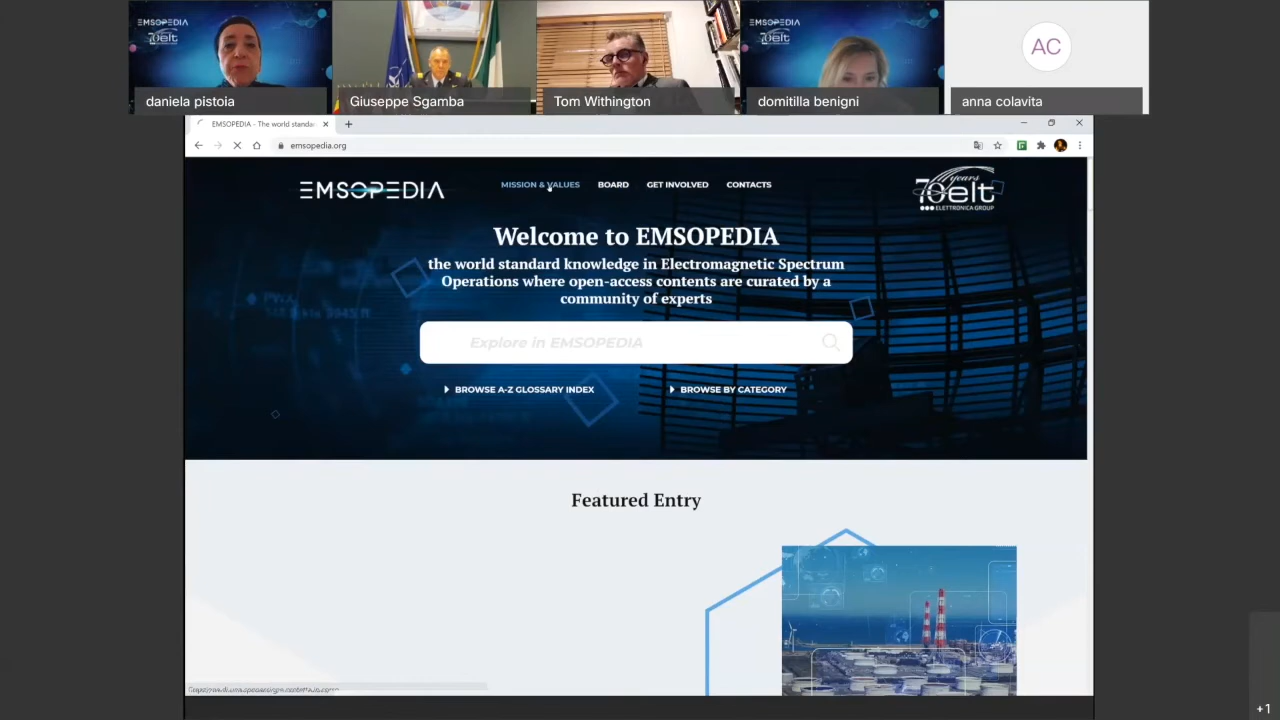 EMSOPEDIA
70elt
EMSOPEDIA
70elt
AC
daniela pistoia
Giuseppe Sgamba
Tom Withington
domitilla benigni
anna colavita
EMSOPEDIA - The world standa
emsopedia.org
EMSOPEDIA
MISSION & VALUES
BOARD
GET INVOLVED
CONTACTS
70 years elt
ELETTRONICA GROUP
Welcome to EMSOPEDIA
the world standard knowledge in Electromagnetic Spectrum
Operations where open-access contents are curated by a
community of experts
Explore in EMSOPEDIA
BROWSE A-Z GLOSSARY INDEX
BROWSE BY CATEGORY
Featured Entry
+1